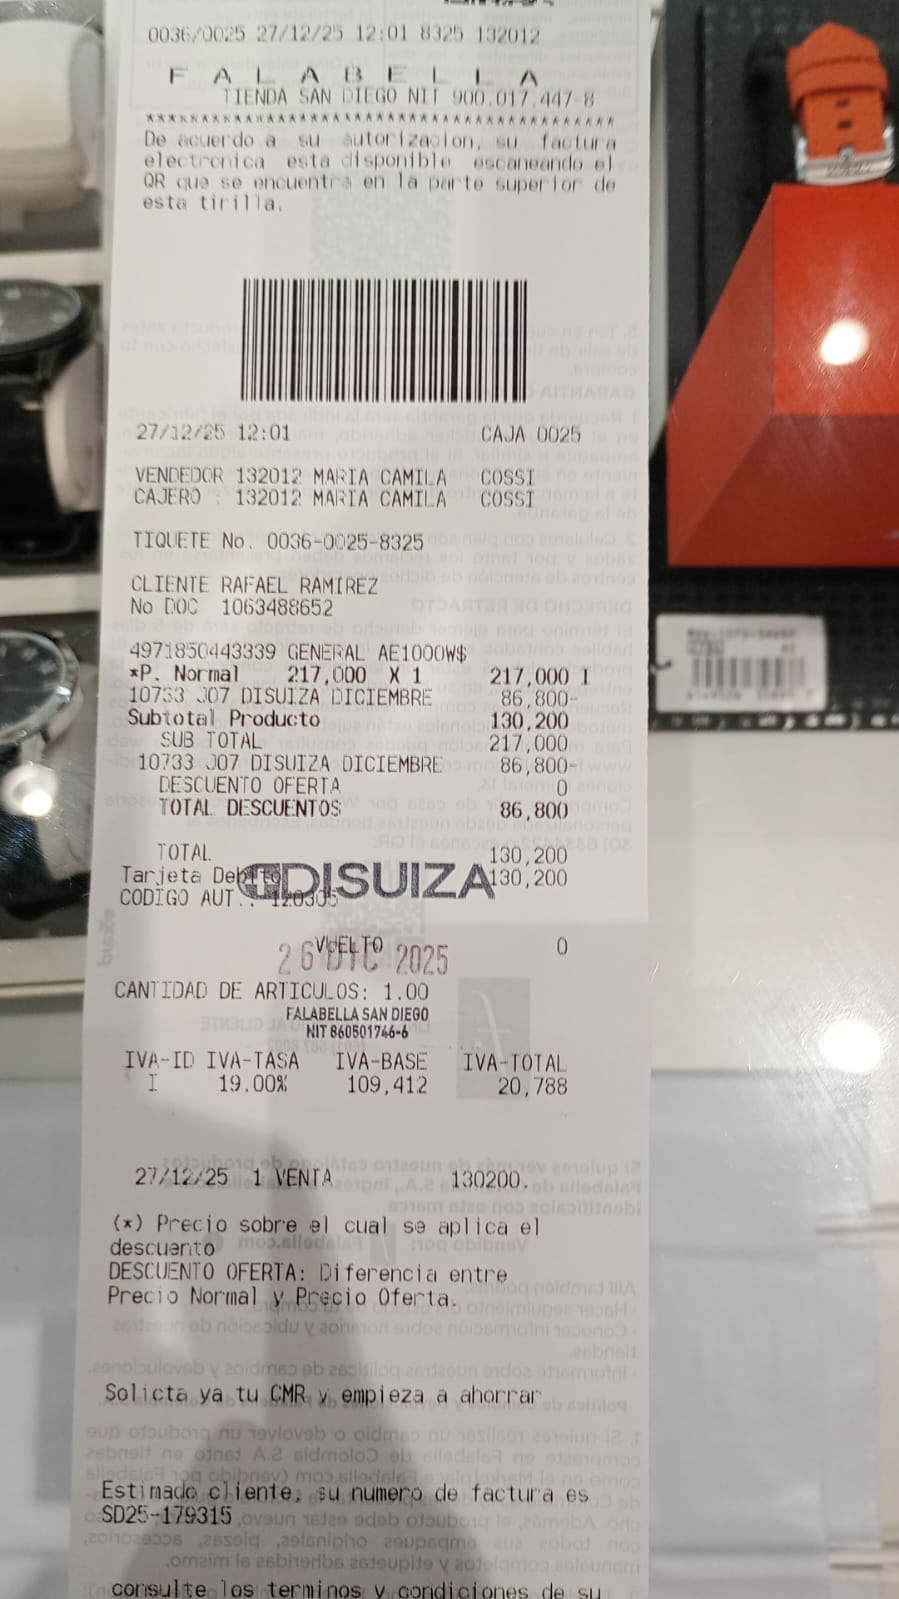 0036/0025 27/12/25 12:01 8325 132012
FALABELLA
TIENDA SAN DIEGO NIT 900.017.447-8
De acuerdo a su autorizacion, su factura
electronica esta disponible escaneando el
QR que se encuentra en la parte superior de
esta tirilla.
27/12/25 12:01 CAJA 0025
VENDEDOR 132012 MARIA CAMILA COSSI
CAJERO : 132012 MARIA CAMILA COSSI
TIQUETE No. 0036-0025-8325
CLIENTE RAFAEL RAMIREZ
No DOC 1063488652
4971850443339 GENERAL AE1000W$
*P. Normal 217,000 X 1 217,000 I
10733 J07 DISUIZA DICIEMBRE 86,800-
Subtotal Producto 130,200
SUB TOTAL 217,000
10733 J07 DISUIZA DICIEMBRE 86,800-
DESCUENTO OFERTA 0
TOTAL DESCUENTOS 86,800
TOTAL 130,200
Tarjeta Debito 130,200
DISUIZA
CODIGO AUT.: 120305
VUELTO 0
26 DIC 2025
CANTIDAD DE ARTICULOS: 1.00
FALABELLA SAN DIEGO
NIT 860501746-6
IVA-ID IVA-TASA IVA-BASE IVA-TOTAL
I 19.00% 109,412 20,788
27/12/25 1 VENTA 130200.
(*) Precio sobre el cual se aplica el
descuento
DESCUENTO OFERTA: Diferencia entre
Precio Normal y Precio Oferta.
Solicta ya tu CMR y empieza a ahorrar
Estimado cliente, su numero de factura es
SD25-179315
consulte los terminos y condiciones de su